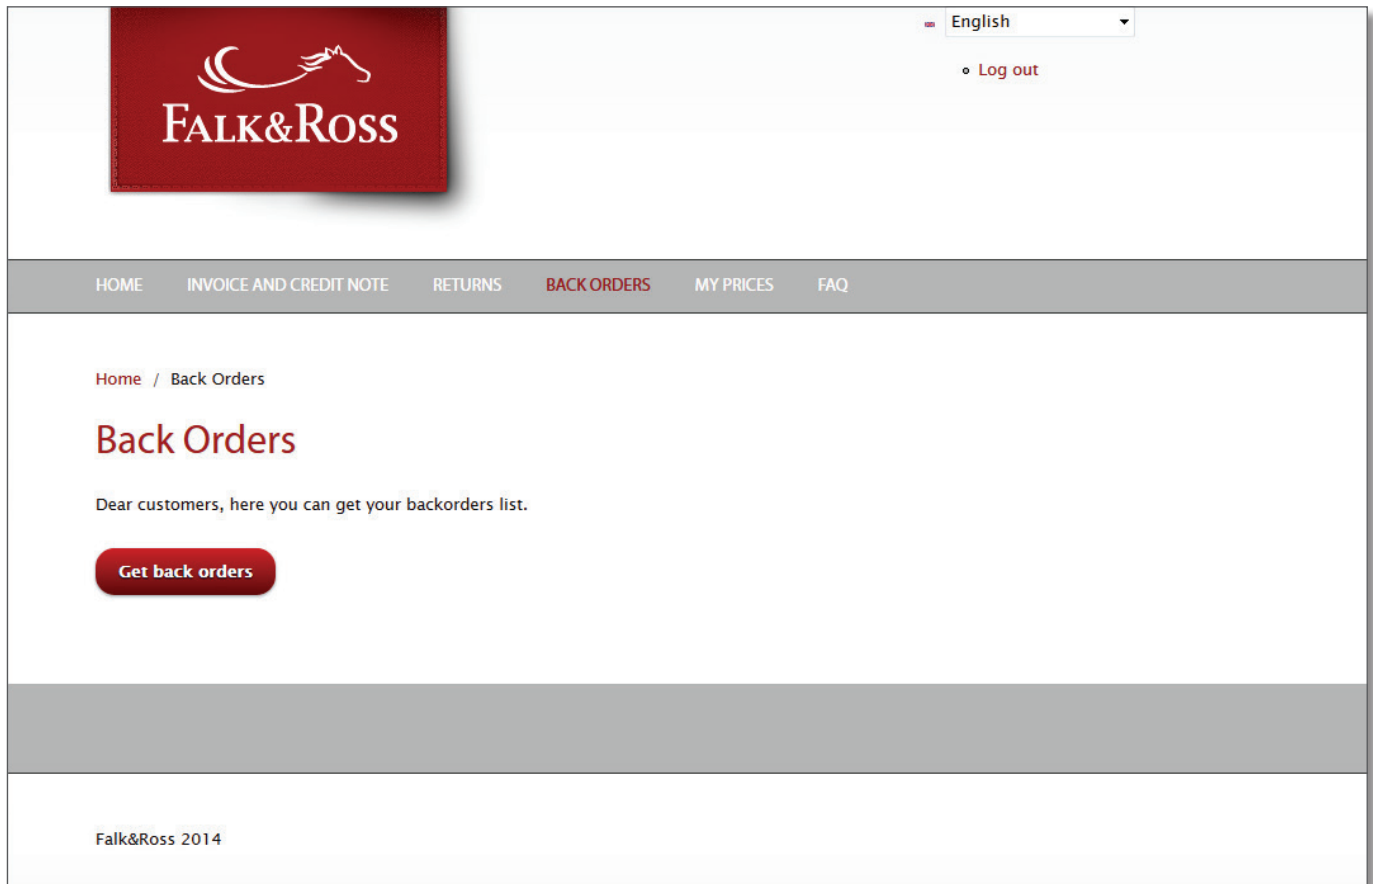 English
Log out
FALK&ROSS
HOME INVOICE AND CREDIT NOTE RETURNS BACK ORDERS MY PRICES FAQ
Home / Back Orders
Back Orders
Dear customers, here you can get your backorders list.
Get back orders
Falk&Ross 2014